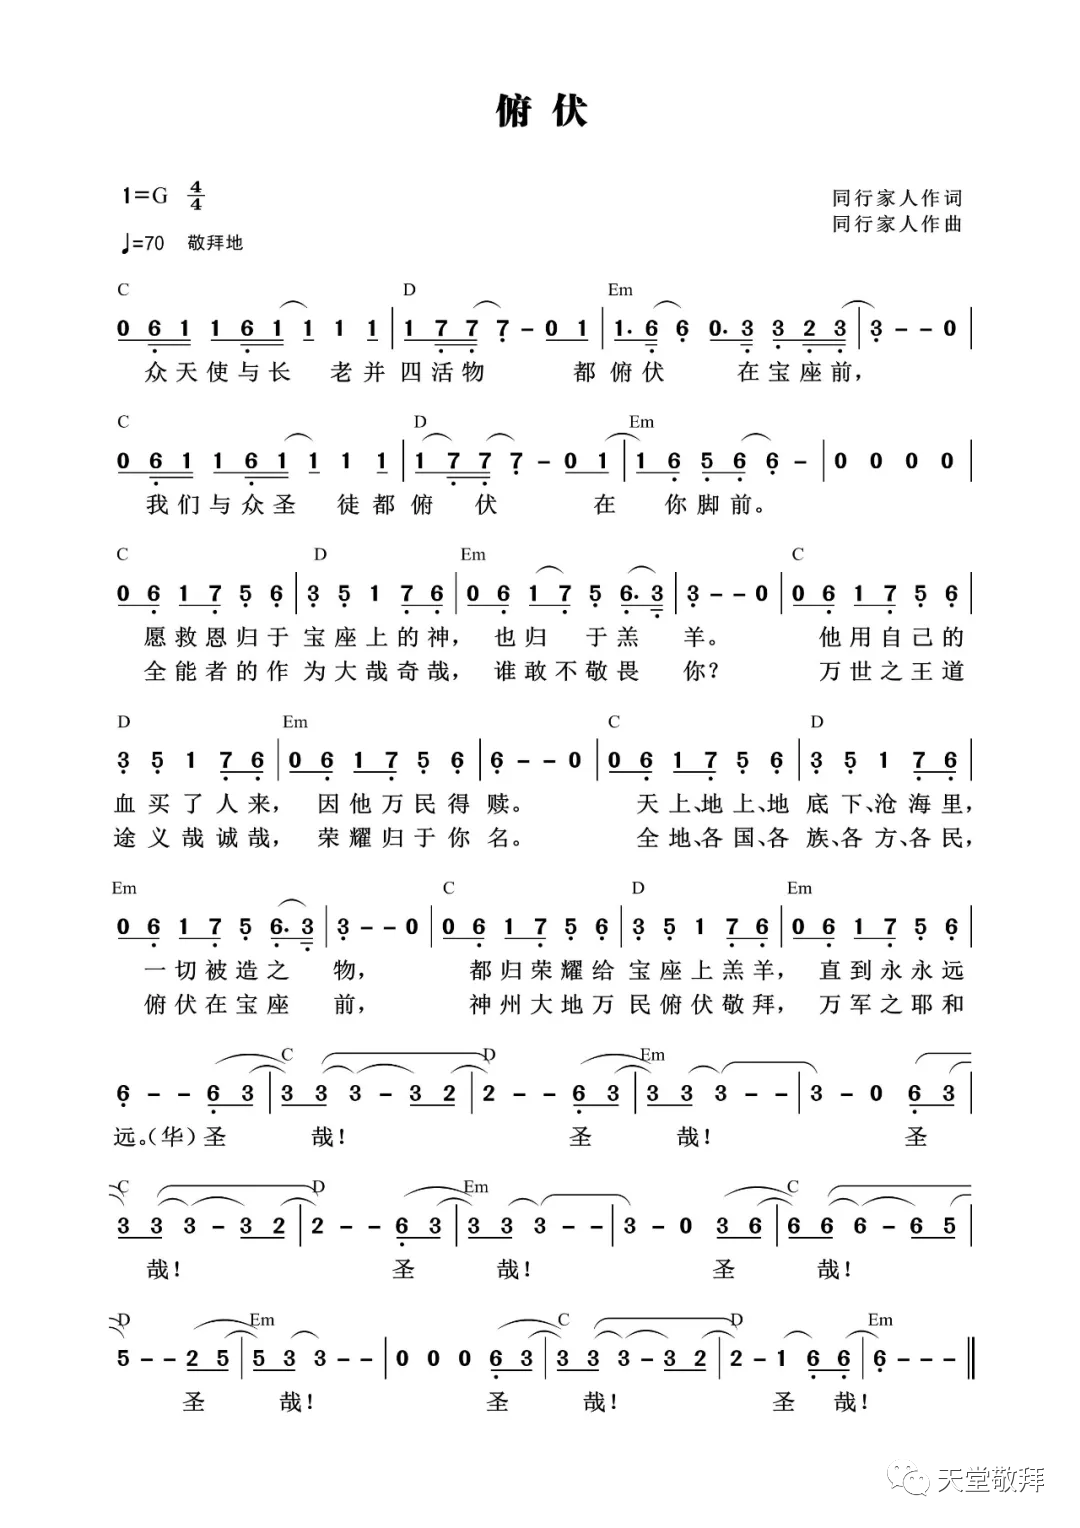 俯 伏
1=G 4/4
同行家人作词
同行家人作曲
♩=70 敬拜地
C D Em
0 6 1 1 6 1 1 1 1 | 1 7 7 7 - 0 1 | 1. 6 6 0. 3 3 2 3 | 3 - - 0
众天使与长 老并四活物 都俯伏 在宝座前，
C D Em
0 6 1 1 6 1 1 1 1 | 1 7 7 7 - 0 1 | 1 6 5 6 6 - | 0 0 0 0 |
我们与众圣 徒都俯 伏 在 你脚前。
C D Em C
0 6 1 7 5 6 | 3 5 1 7 6 | 0 6 1 7 5 6. 3 | 3 - - 0 | 0 6 1 7 5 6 |
愿救恩归于宝座上的神， 也归 于羔 羊。 他用自己的
全能者的作为大哉奇哉， 谁敢不敬畏 你？ 万世之王道
D Em C D
3 5 1 7 6 | 0 6 1 7 5 6 | 6 - - 0 | 0 6 1 7 5 6 | 3 5 1 7 6 |
血买了人来， 因他万民得赎。 天上、地上、地底下、沧海里，
途义哉诚哉， 荣耀归于你名。 全地、各国、各族、各方、各民，
Em C D Em
0 6 1 7 5 6. 3 | 3 - - 0 | 0 6 1 7 5 6 | 3 5 1 7 6 | 0 6 1 7 5 6 |
一切被造之 物， 都归荣耀给宝座上羔羊， 直到永永远
俯伏在宝座 前， 神州大地万民俯伏敬拜， 万军之耶和
C D Em
6 - - 6 3 | 3 3 3 - 3 2 | 2 - - 6 3 | 3 3 3 - - | 3 - 0 6 3 |
远。（华）圣 哉！ 圣 哉！ 圣
C D Em C
3 3 3 - 3 2 | 2 - - 6 3 | 3 3 3 - - | 3 - 0 3 6 | 6 6 6 - 6 5 |
哉！ 圣 哉！ 圣 哉！
D Em C D Em
5 - - 2 5 | 5 3 3 - - | 0 0 0 6 3 | 3 3 3 - 3 2 | 2 - 1 6 6 | 6 - - - ‖
圣 哉！ 圣 哉！ 圣 哉！
天堂敬拜